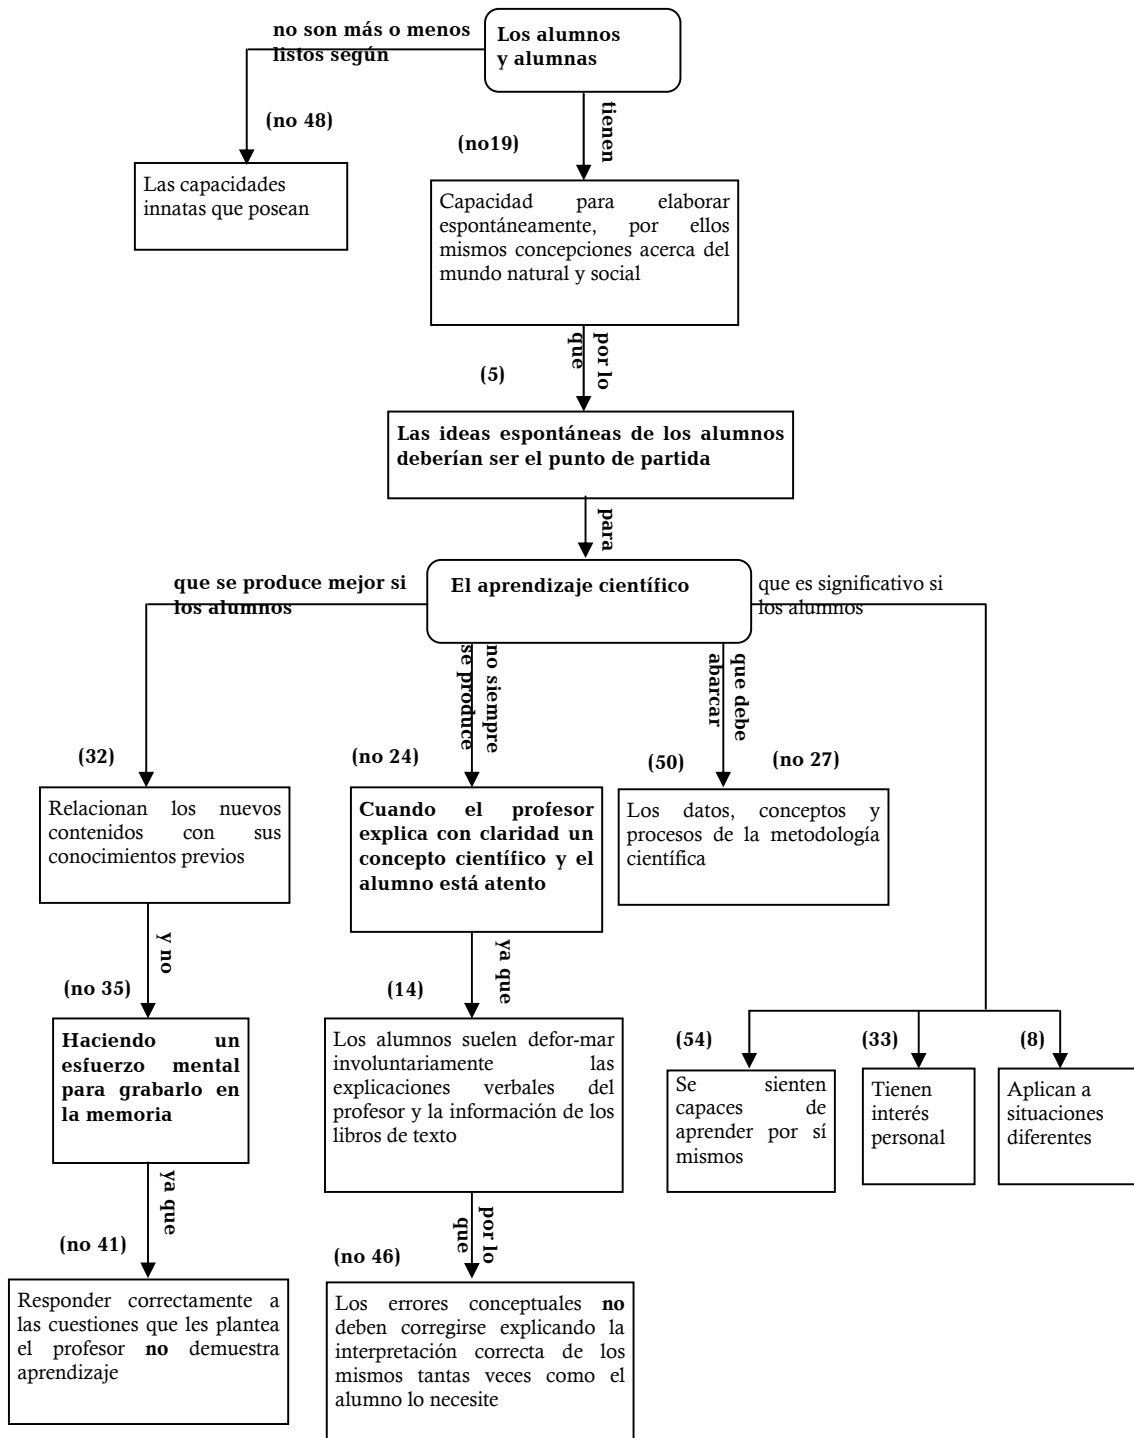 no son más o menos
listos según
Los alumnos
y alumnas
(no 48)
tienen
(no19)
Las capacidades
innatas que posean
Capacidad para elaborar
espontáneamente, por ellos
mismos concepciones acerca del
mundo natural y social
por lo
que
(5)
Las ideas espontáneas de los alumnos
deberían ser el punto de partida
para
que se produce mejor si
los alumnos
El aprendizaje científico
que es significativo si
los alumnos
no siempre
se produce
que debe
abarcar
(32)
(no 24)
(50)
(no 27)
Relacionan los nuevos
contenidos con sus
conocimientos previos
Cuando el profesor
explica con claridad un
concepto científico y el
alumno está atento
Los datos, conceptos y
procesos de la metodología
científica
y no
ya que
(no 35)
(14)
Haciendo un
esfuerzo mental
para grabarlo en
la memoria
Los alumnos suelen defor-mar
involuntariamente las
explicaciones verbales del
profesor y la información de los
libros de texto
(54)
(33)
(8)
Se sienten
capaces de
aprender por sí
mismos
Tienen
interés
personal
Aplican a
situaciones
diferentes
ya que
por lo
que
(no 41)
(no 46)
Responder correctamente a
las cuestiones que les plantea
el profesor no demuestra
aprendizaje
Los errores conceptuales no
deben corregirse explicando la
interpretación correcta de los
mismos tantas veces como el
alumno lo necesite